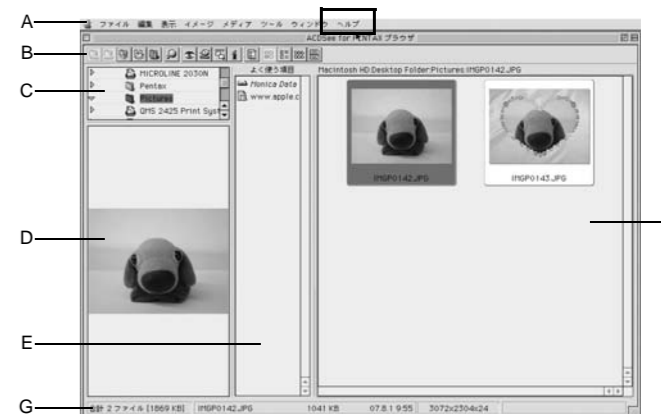 A
ファイル 編集 表示 イメージ メディア ツール ウィンドウ ヘルプ
ACDSee for PENTAX ブラウザ
B
C
MICROLINE 2030N
Pentax
Pictures
QMS 2425 Print Syst
よく使う項目
Monica Data
www.apple.c
Macintosh HD:Desktop Folder:Pictures:IMGP0142.JPG
IMGP0142.JPG
IMGP0143.JPG
D
E
G
合計 2 ファイル [1869 KB]
IMGP0142.JPG
1041 KB
07.8.1 9:55
3072x2304x24